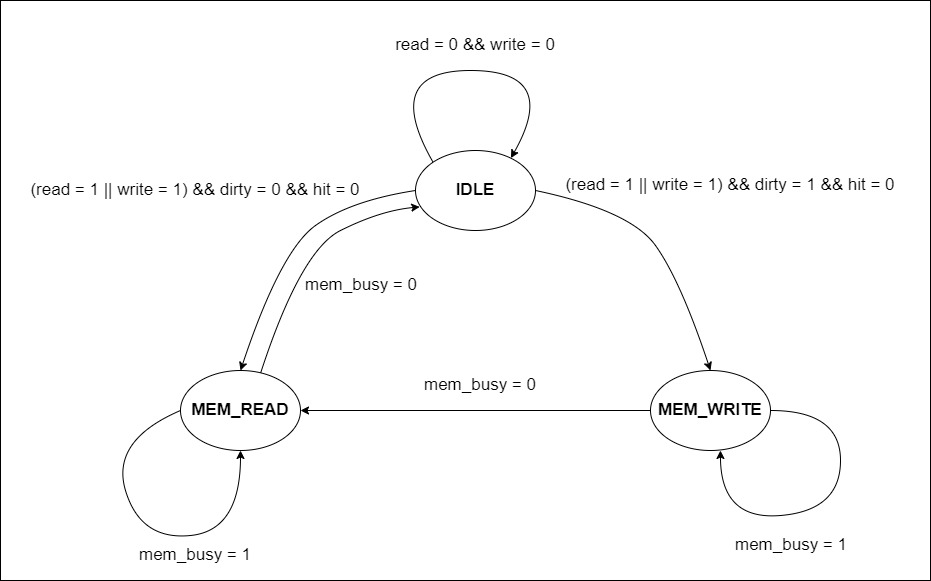 read = 0 && write = 0
IDLE
(read = 1 || write = 1) && dirty = 0 && hit = 0
(read = 1 || write = 1) && dirty = 1 && hit = 0
mem_busy = 0
mem_busy = 0
MEM_READ
MEM_WRITE
mem_busy = 1
mem_busy = 1